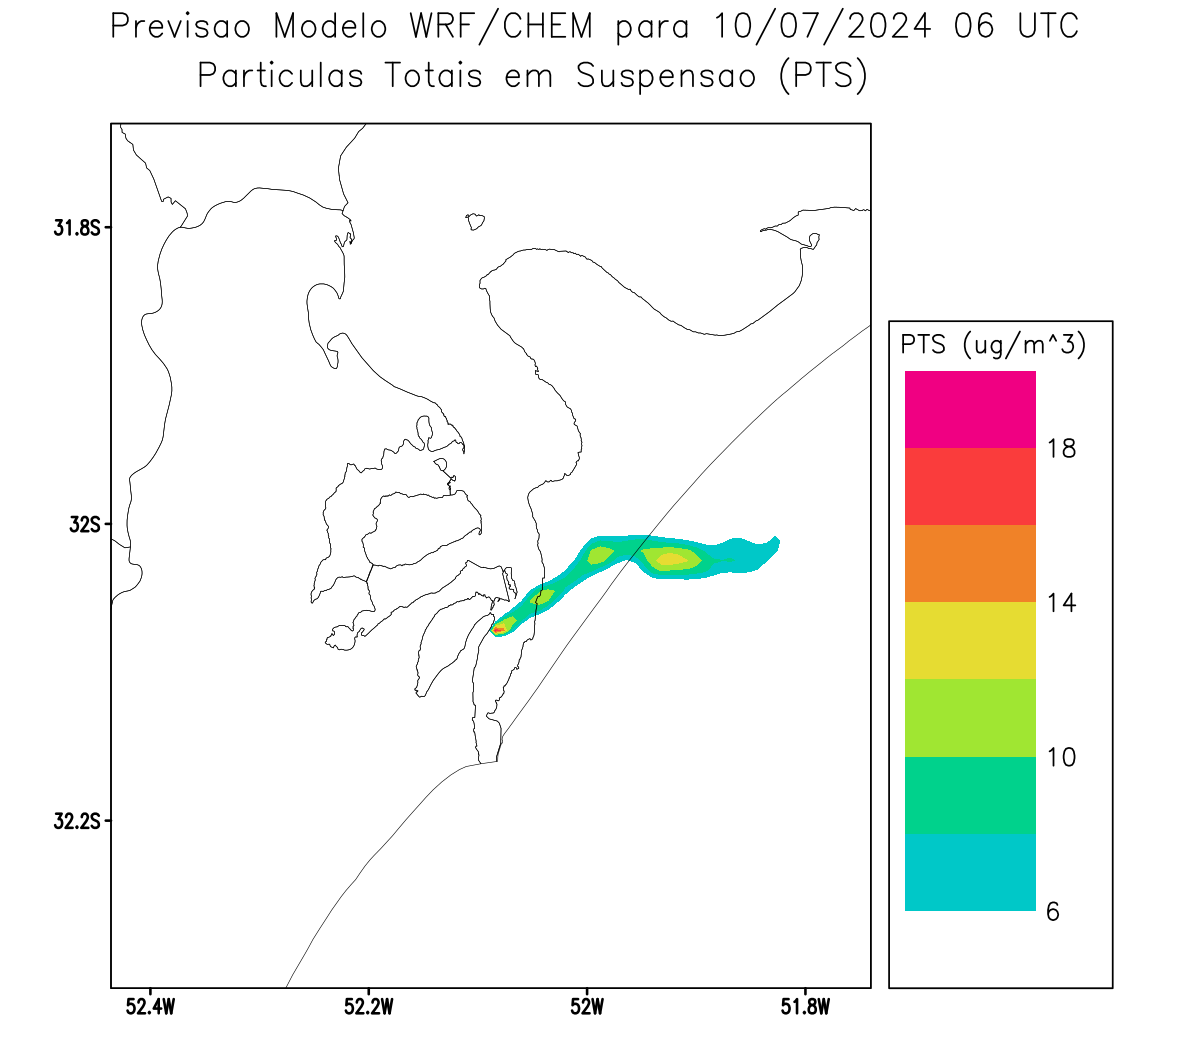 Previsao Modelo WRF/CHEM para 10/07/2024 06 UTC
Particulas Totais em Suspensao (PTS)
31.8S
32S
32.2S
52.4W
52.2W
52W
51.8W
PTS (ug/m^3)
18
14
10
6